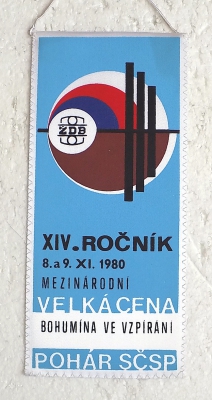 ŽDB
XIV. ROČNÍK
8. a 9. XI. 1980
MEZINÁRODNÍ
VELKÁ CENA
BOHUMÍNA VE VZPÍRÁNÍ
POHÁR SČSP